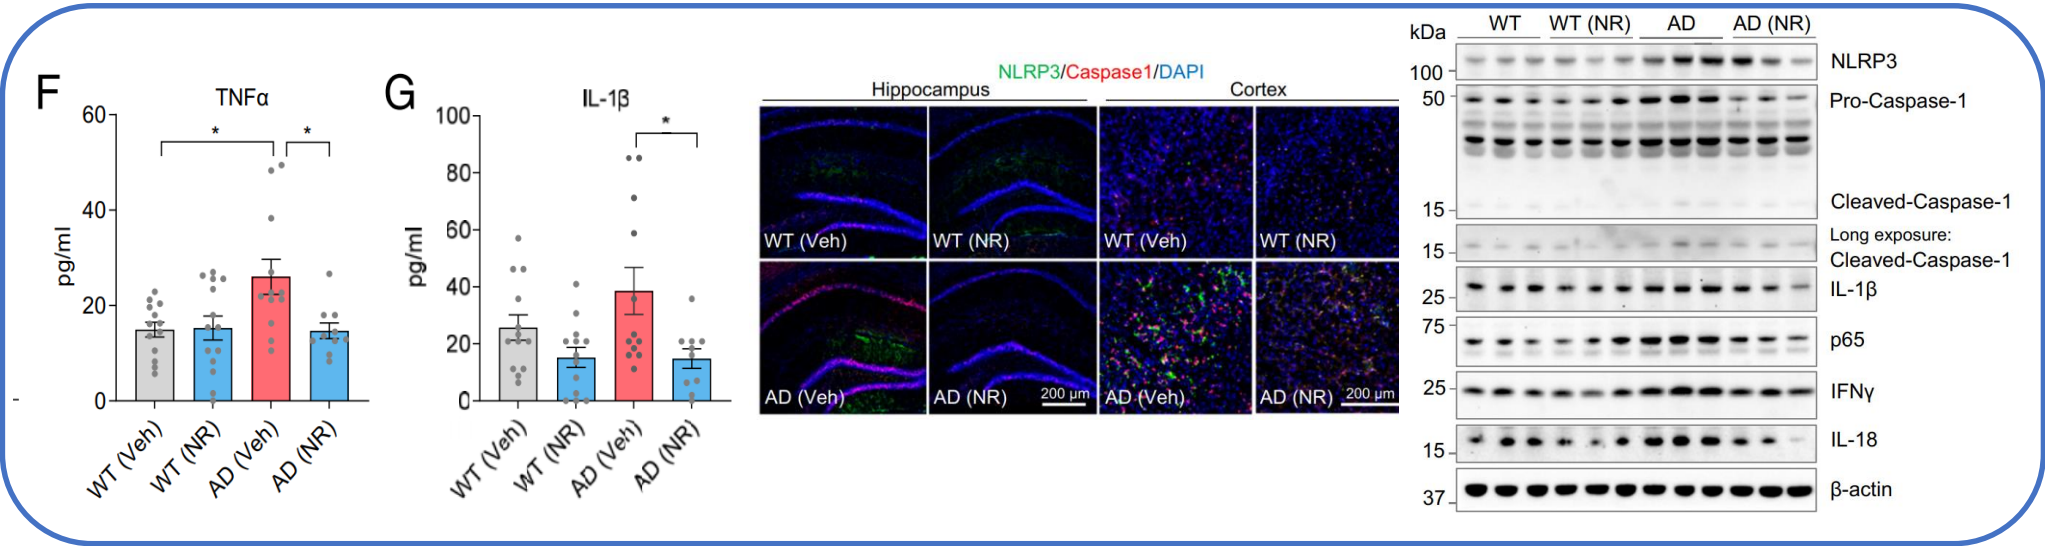 F
TNFα
pg/ml
60
40
20
0
*
*
WT (Veh)
WT (NR)
AD (Veh)
AD (NR)
G
IL-1β
pg/ml
100
80
60
40
20
0
*
WT (Veh)
WT (NR)
AD (Veh)
AD (NR)
NLRP3/Caspase1/DAPI
Hippocampus
Cortex
WT (Veh)
WT (NR)
WT (Veh)
WT (NR)
AD (Veh)
AD (NR)
200 µm
AD (Veh)
AD (NR)
200 µm
kDa
WT
WT (NR)
AD
AD (NR)
100
NLRP3
50
Pro-Caspase-1
15
Cleaved-Caspase-1
15
Long exposure:
Cleaved-Caspase-1
25
IL-1β
75
p65
25
IFNγ
15
IL-18
37
β-actin